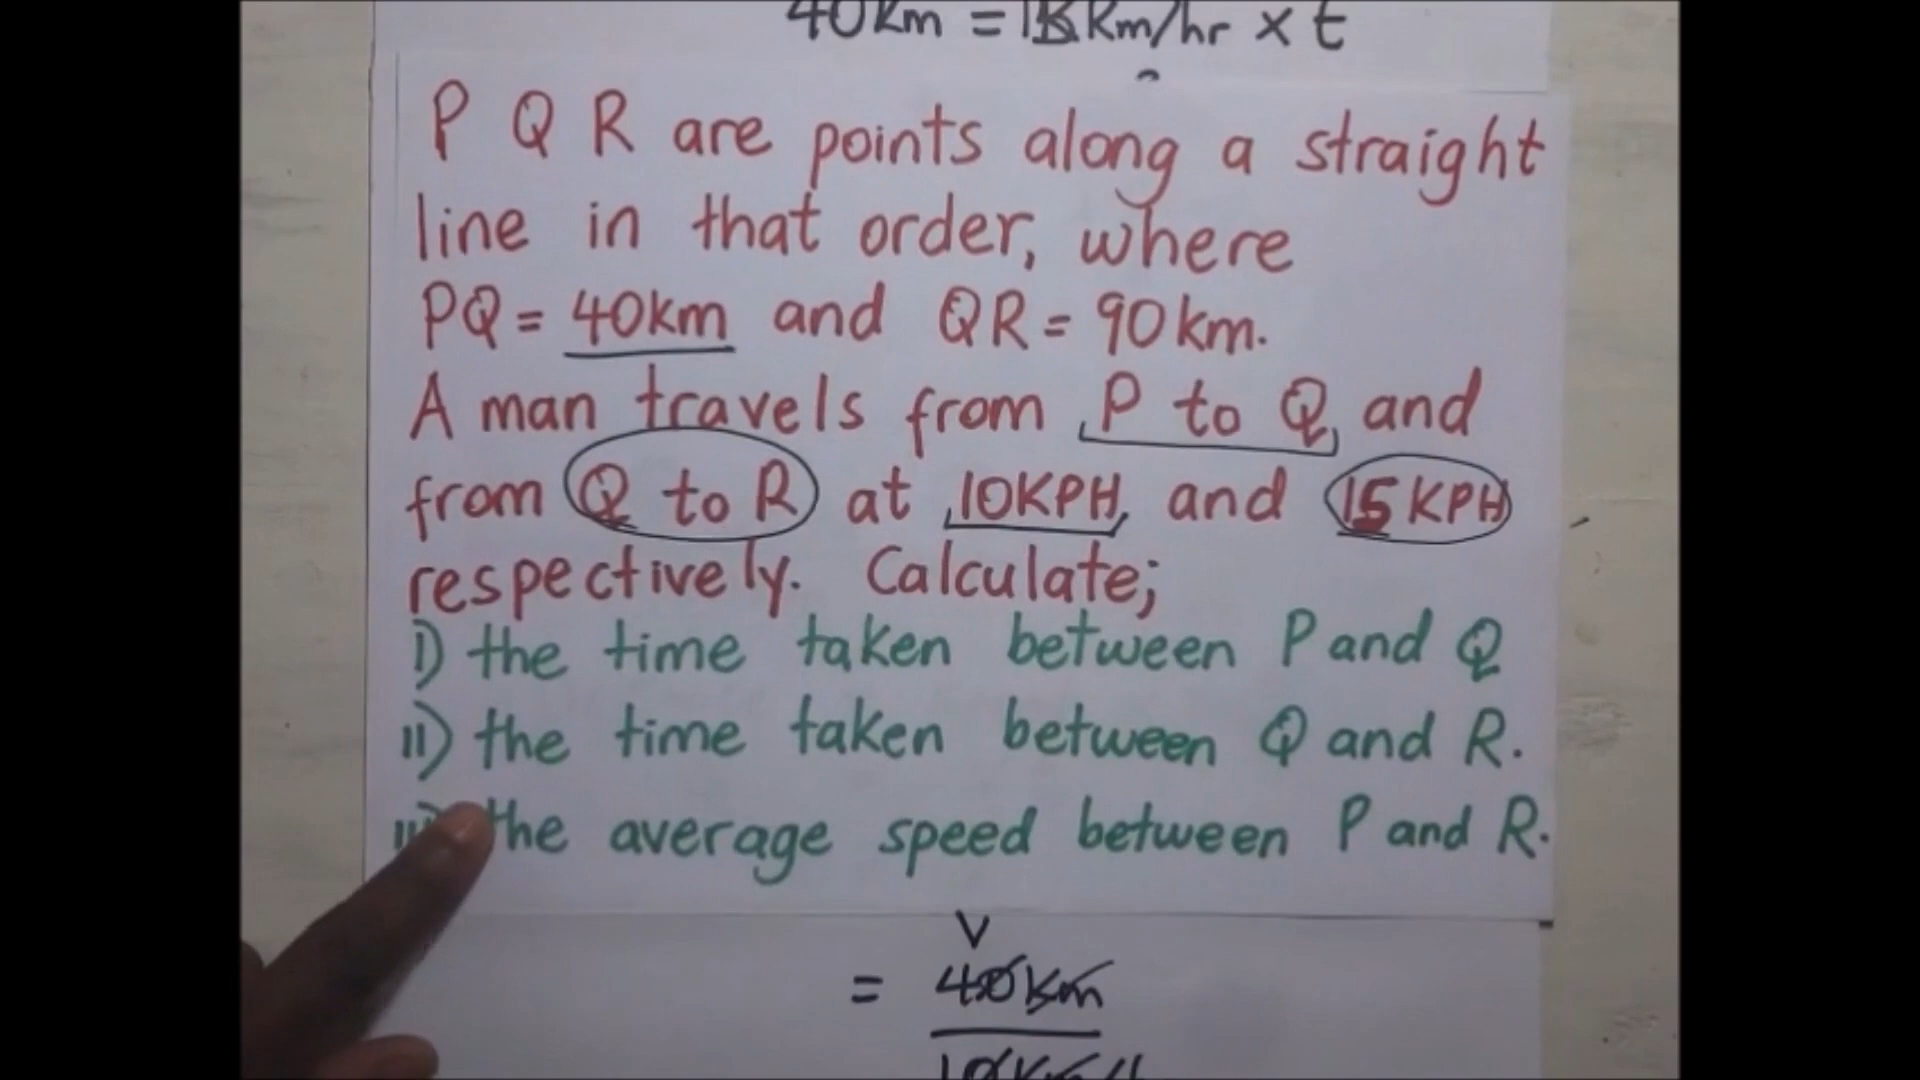 40km = 15km/hr × t
P Q R are points along a straight
line in that order, where
PQ = 40km and QR = 90km.
A man travels from P to Q, and
from Q to R at 10KPH, and 15KPH
respectively. Calculate;
i) the time taken between P and Q
ii) the time taken between Q and R.
the average speed between P and R.
V
= 40km